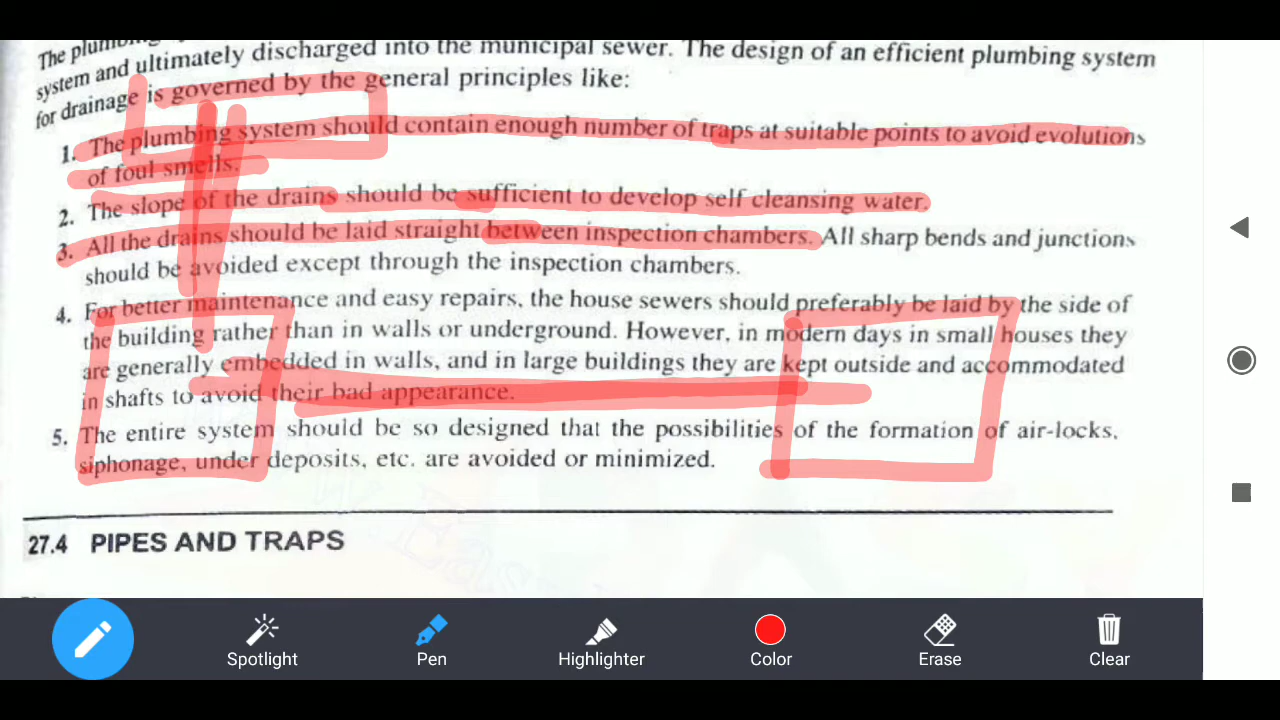 The
system and ultimately discharged into the municipal sewer. The design of an efficient plumbing system
for drainage is governed by the general principles like:
1. The plumbing system should contain enough number of traps at suitable points to avoid evolutions
of foul smells.
2. The slope of the drains should be sufficient to develop self cleansing water.
3. All the drains should be laid straight between inspection chambers. All sharp bends and junctions
should be avoided except through the inspection chambers.
4. For better maintenance and easy repairs, the house sewers should preferably be laid by the side of
the building rather than in walls or underground. However, in modern days in small houses they
are generally embedded in walls, and in large buildings they are kept outside and accommodated
in shafts to avoid their bad appearance.
5. The entire system should be so designed that the possibilities of the formation of air-locks,
siphonage, under deposits, etc. are avoided or minimized.
27.4 PIPES AND TRAPS
Spotlight
Pen
Highlighter
Color
Erase
Clear